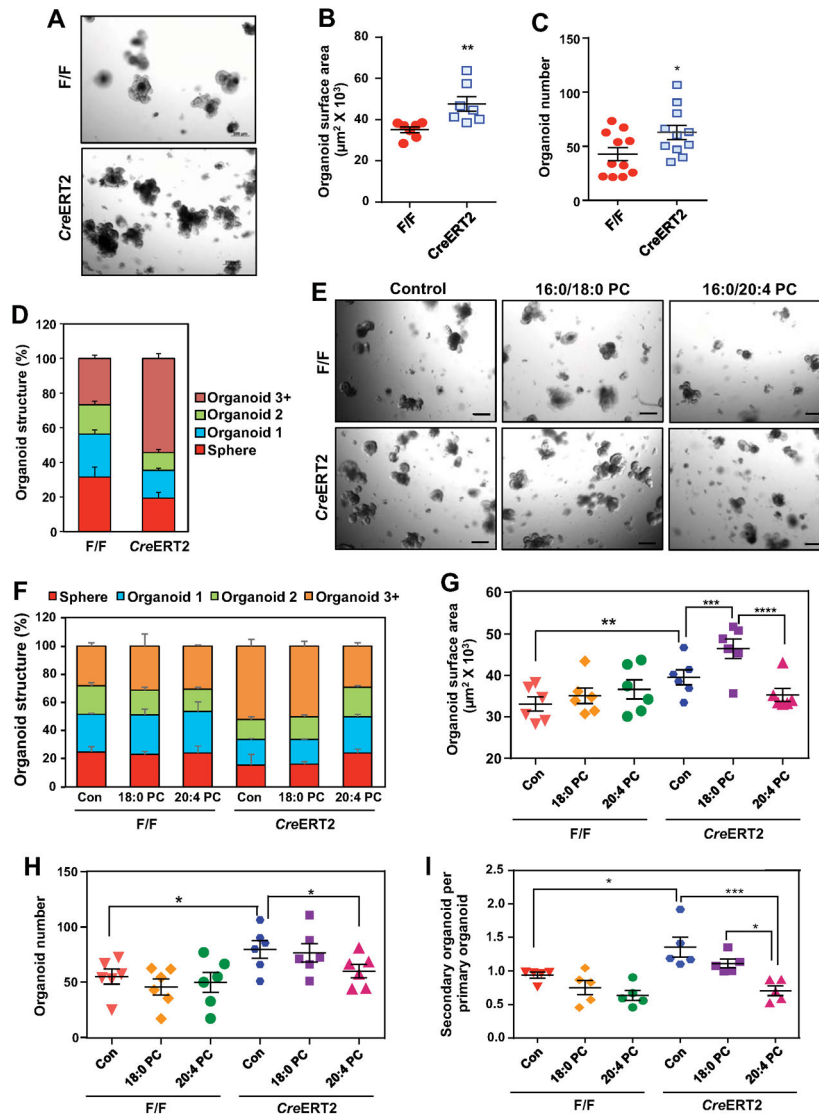 A
F/F
CreERT2
B
Organoid surface area
(µm² X 10³)
60
40
20
0
**
F/F
CreERT2
C
Organoid number
150
100
50
0
*
F/F
CreERT2
D
Organoid structure (%)
120
100
80
60
40
20
0
F/F
CreERT2
Organoid 3+
Organoid 2
Organoid 1
Sphere
E
Control
16:0/18:0 PC
16:0/20:4 PC
F/F
CreERT2
F
Sphere
Organoid 1
Organoid 2
Organoid 3+
Organoid structure (%)
120
100
80
60
40
20
0
Con
18:0 PC
20:4 PC
Con
18:0 PC
20:4 PC
F/F
CreERT2
G
Organoid surface area
(µm² X 10³)
60
50
40
30
20
**
***
****
Con
18:0 PC
20:4 PC
Con
18:0 PC
20:4 PC
F/F
CreERT2
H
Organoid number
150
100
50
0
*
*
Con
18:0 PC
20:4 PC
Con
18:0 PC
20:4 PC
F/F
CreERT2
I
Secondary organoid per
primary organoid
2.5
2.0
1.5
1.0
0.5
0.0
*
***
*
Con
18:0 PC
20:4 PC
Con
18:0 PC
20:4 PC
F/F
CreERT2